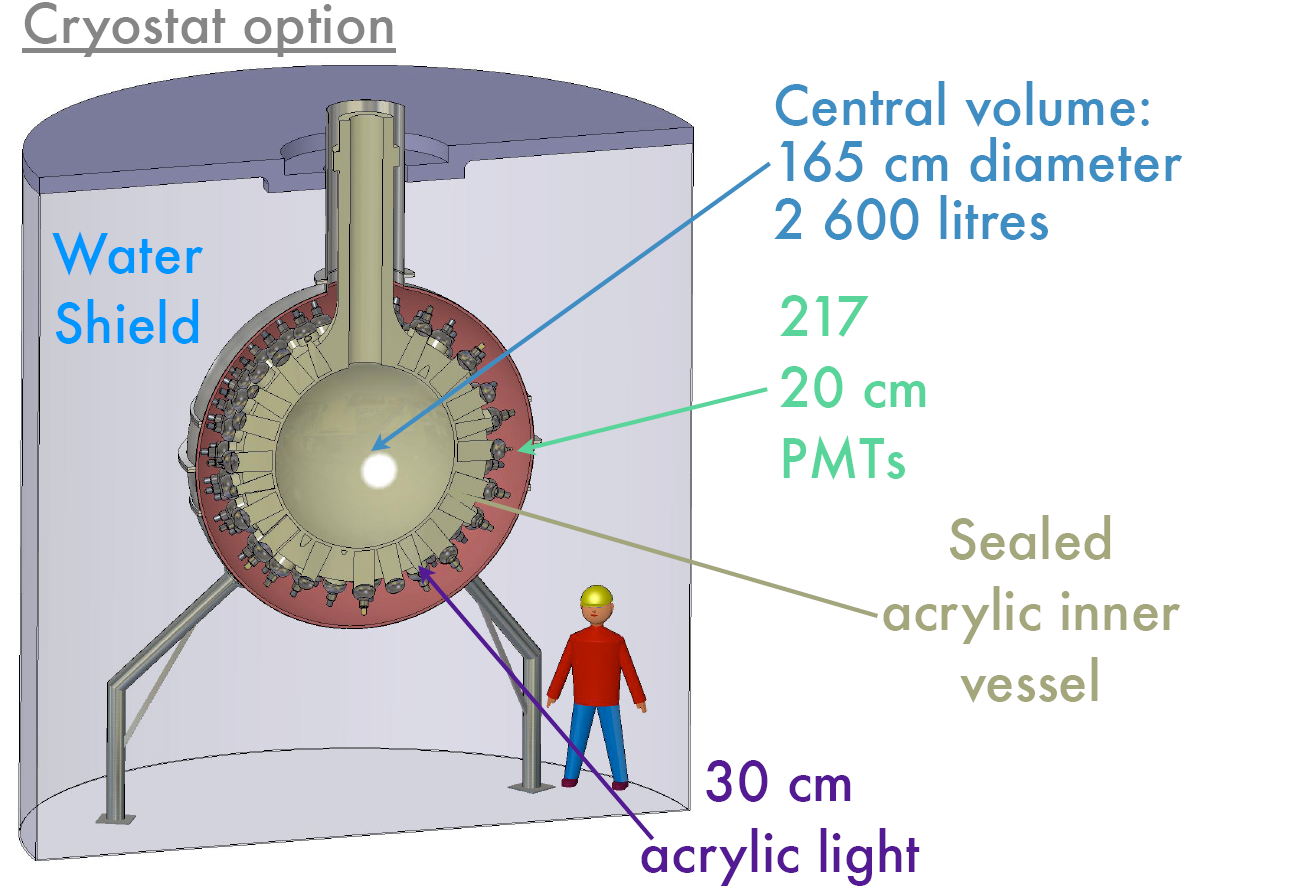 Cryostat option
Central volume:
165 cm diameter
2 600 litres
Water
Shield
217
20 cm
PMTs
Sealed
acrylic inner
vessel
30 cm
acrylic light